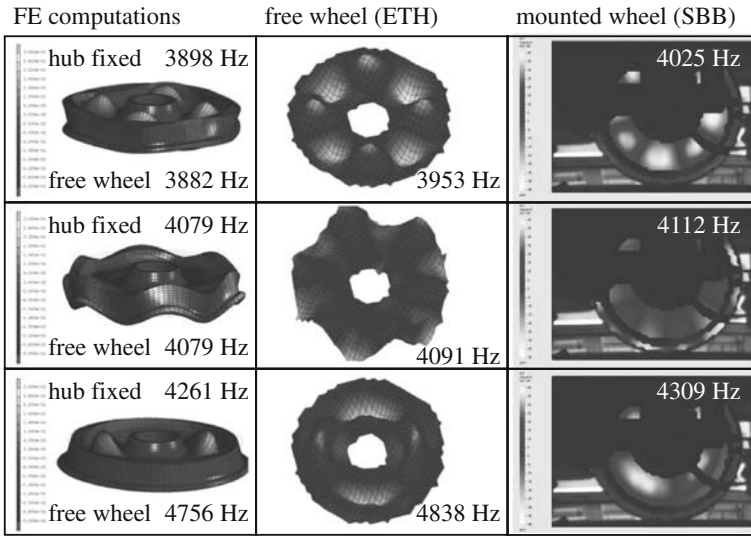 FE computations
free wheel (ETH)
mounted wheel (SBB)
hub fixed 3898 Hz
free wheel 3882 Hz
3953 Hz
4025 Hz
hub fixed 4079 Hz
free wheel 4079 Hz
4091 Hz
4112 Hz
hub fixed 4261 Hz
free wheel 4756 Hz
4838 Hz
4309 Hz